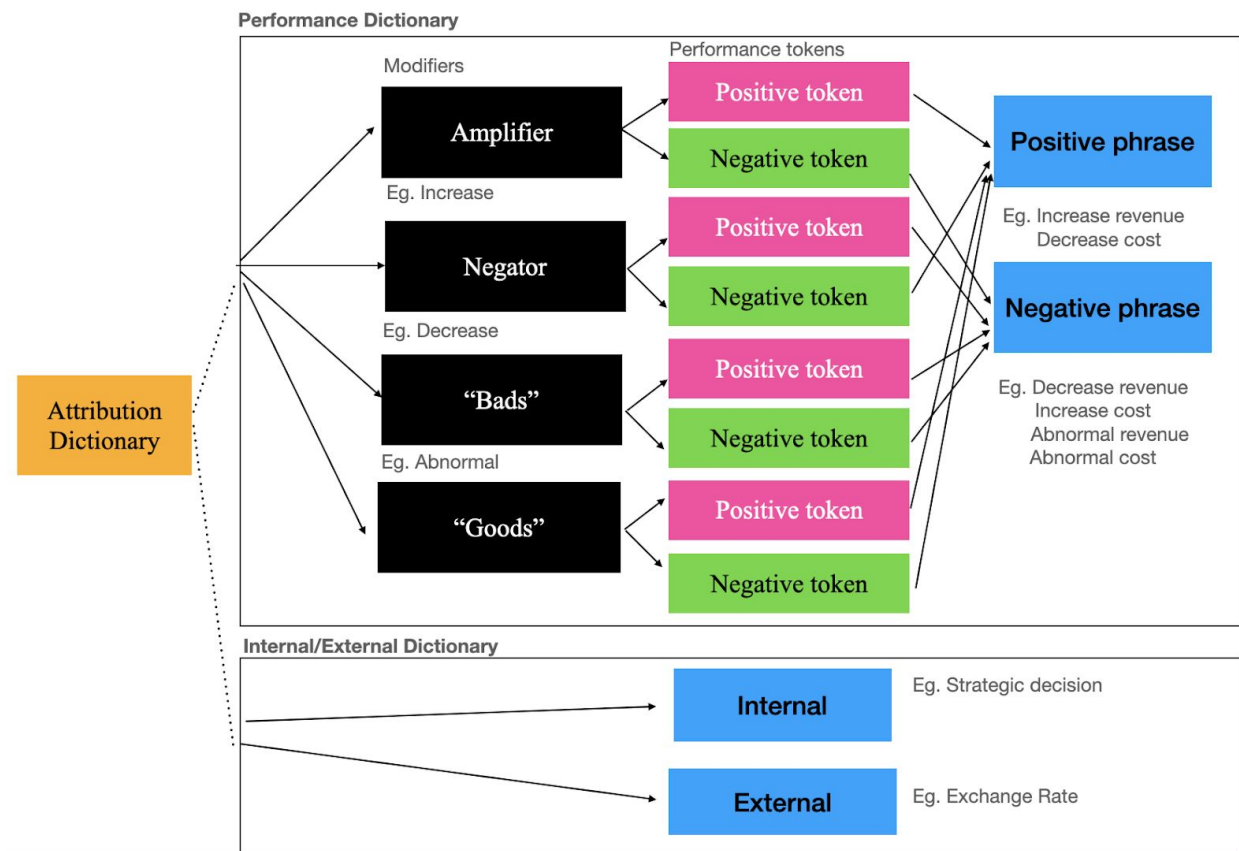 Performance Dictionary
Modifiers
Performance tokens
Amplifier
Eg. Increase
Positive token
Negative token
Negator
Eg. Decrease
Positive token
Negative token
“Bads”
Eg. Abnormal
Positive token
Negative token
“Goods”
Positive token
Negative token
Positive phrase
Eg. Increase revenue
Decrease cost
Negative phrase
Eg. Decrease revenue
Increase cost
Abnormal revenue
Abnormal cost
Attribution
Dictionary
Internal/External Dictionary
Internal
Eg. Strategic decision
External
Eg. Exchange Rate